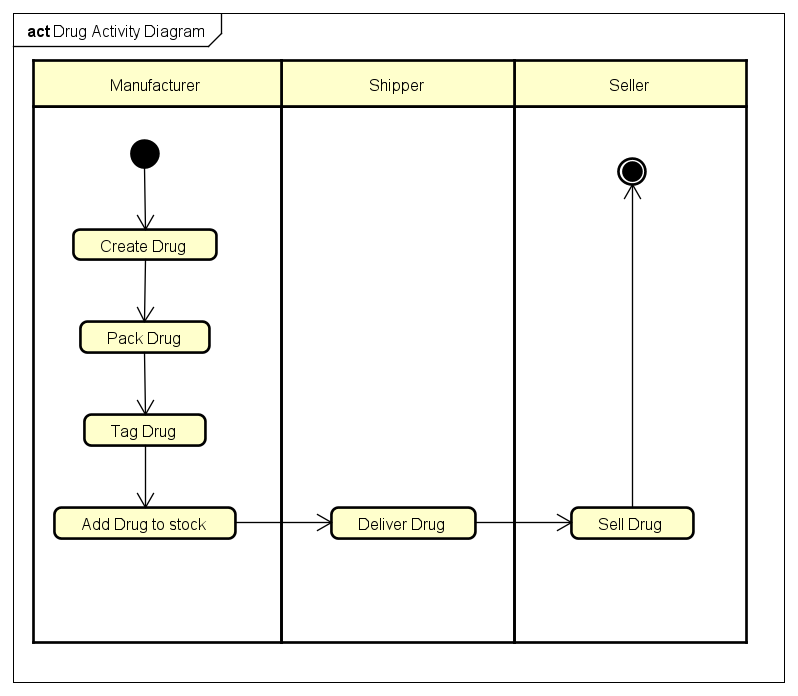 act Drug Activity Diagram
Manufacturer
Shipper
Seller
Create Drug
Pack Drug
Tag Drug
Add Drug to stock
Deliver Drug
Sell Drug